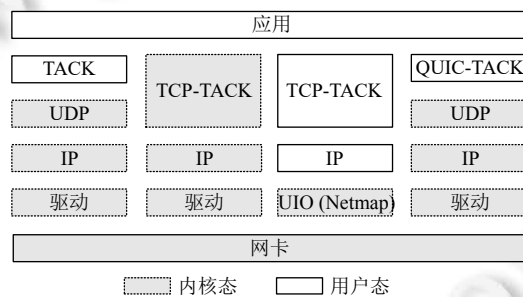 应用
TACK
TCP-TACK
TCP-TACK
QUIC-TACK
UDP
UDP
IP
IP
IP
IP
驱动
驱动
UIO (Netmap)
驱动
网卡
内核态
用户态